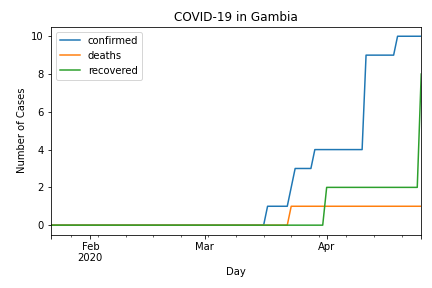 COVID-19 in Gambia
confirmed
deaths
recovered
Number of Cases
10
8
6
4
2
0
Feb
2020
Mar
Apr
Day